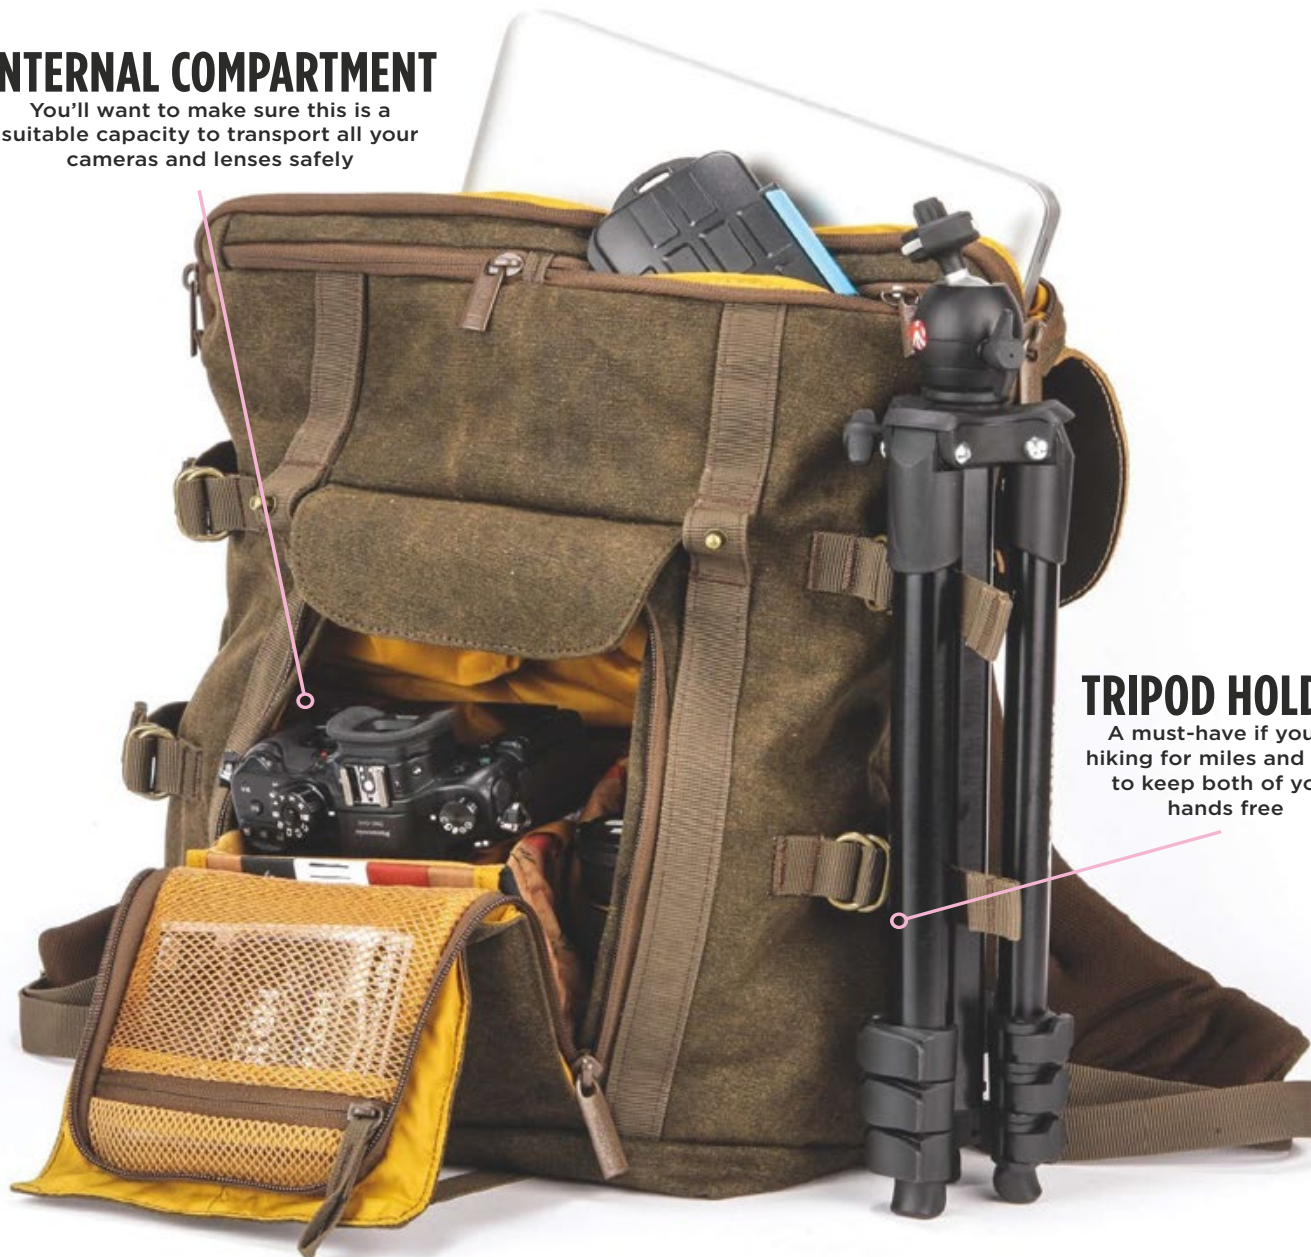 NTERNAL COMPARTMENT
You'll want to make sure this is a
suitable capacity to transport all your
cameras and lenses safely
TRIPOD HOLD
A must-have if you
hiking for miles and
to keep both of yo
hands free
Panasonic